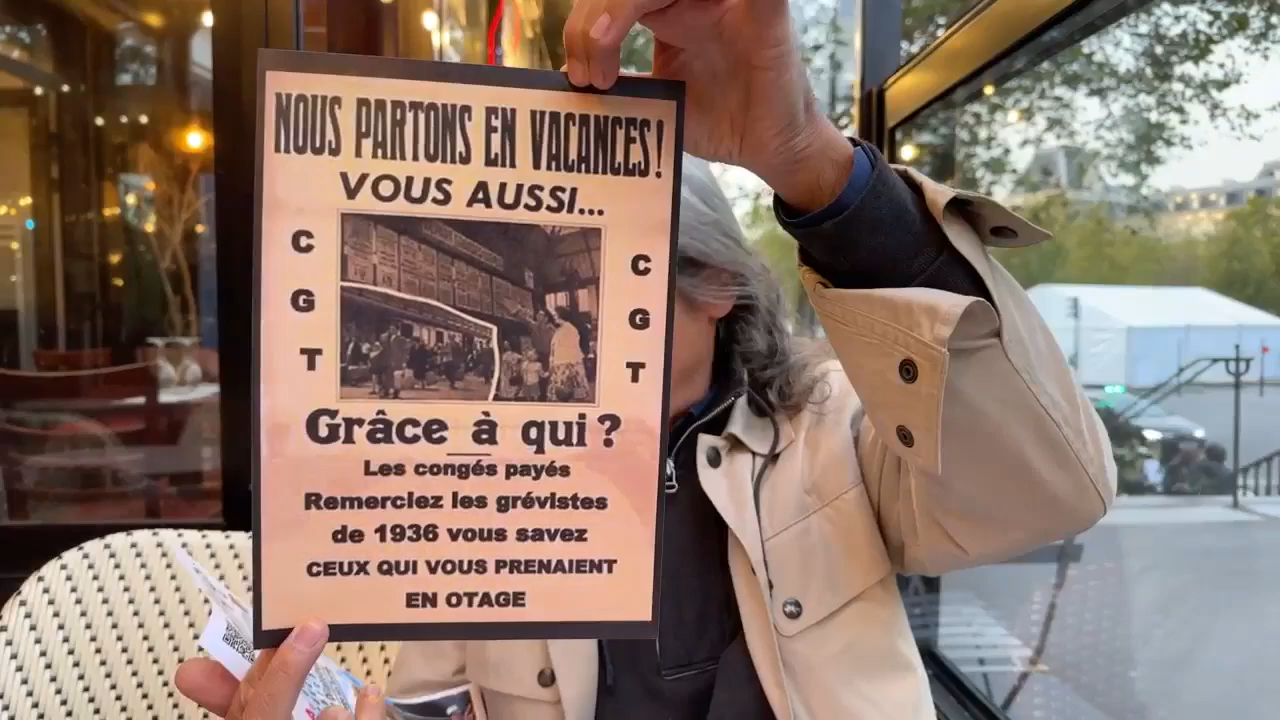 NOUS PARTONS EN VACANCES!
VOUS AUSSI...
C
G
T
C
G
T
Grâce à qui ?
Les congés payés
Remerciez les grévistes
de 1936 vous savez
CEUX QUI VOUS PRENAIENT
EN OTAGE